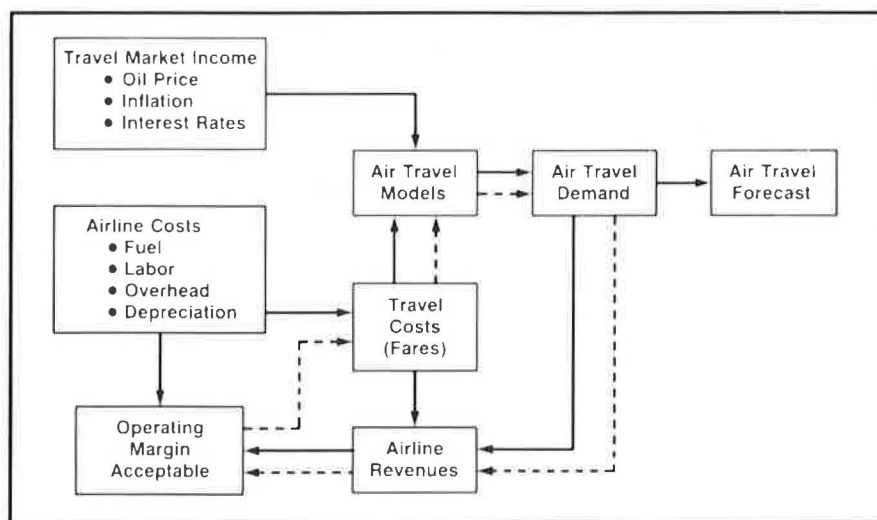 Travel Market Income
● Oil Price
● Inflation
● Interest Rates
Air Travel
Models
Air Travel
Demand
Air Travel
Forecast
Airline Costs
● Fuel
● Labor
● Overhead
● Depreciation
Travel
Costs
(Fares)
Operating
Margin
Acceptable
Airline
Revenues